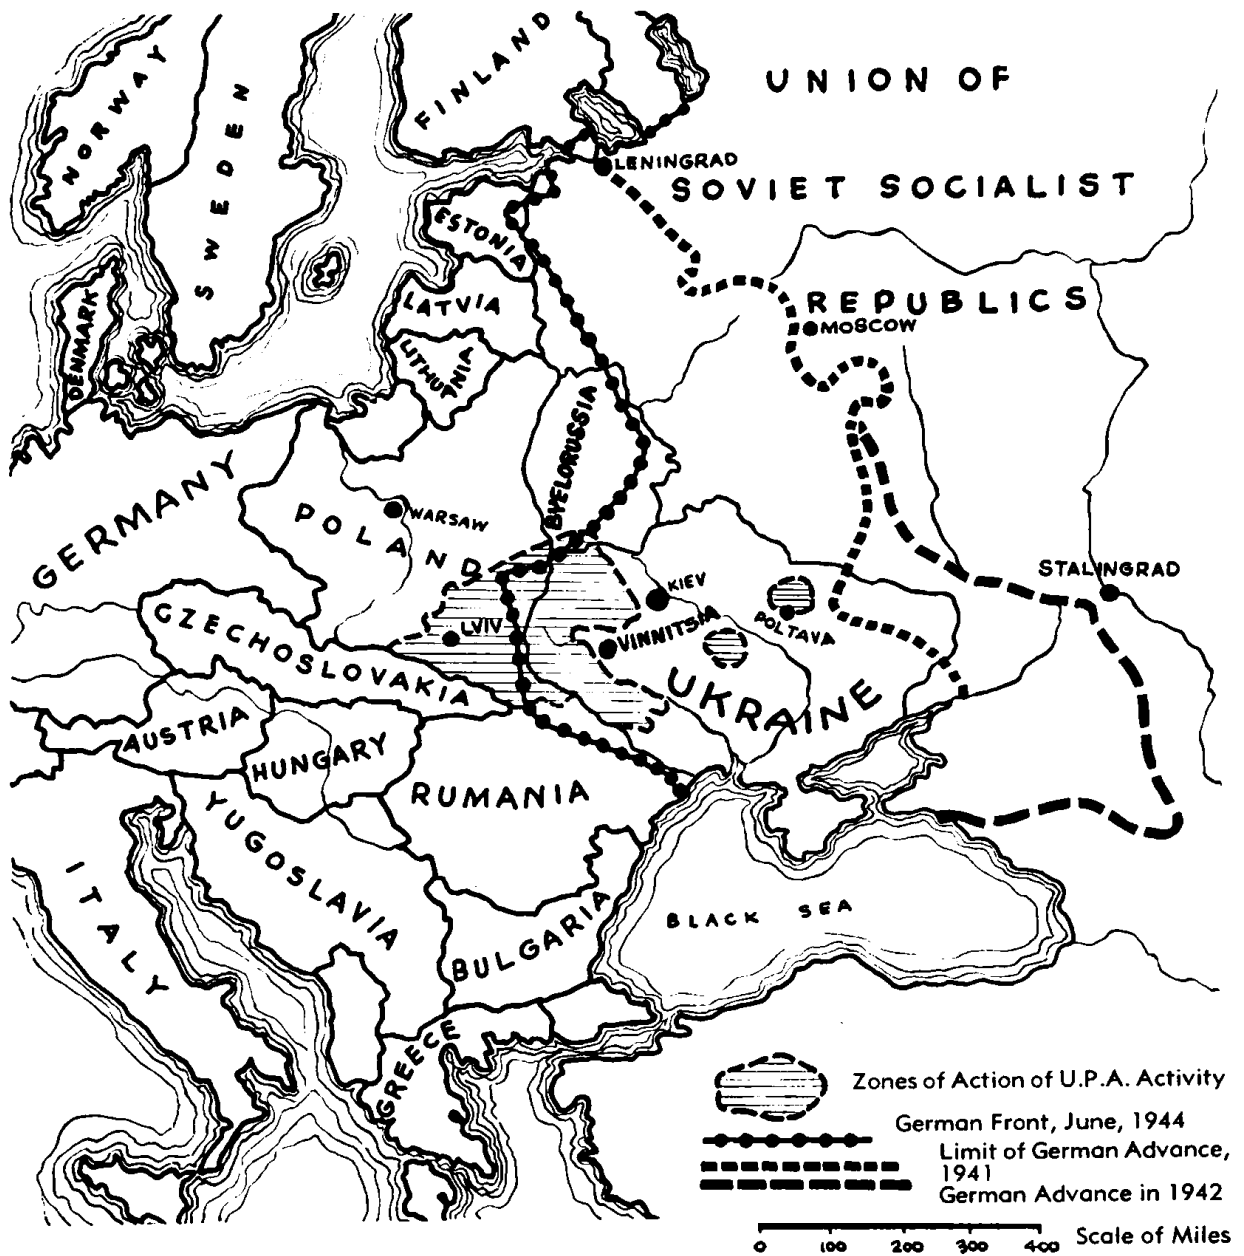 NORWAY
SWEDEN
FINLAND
UNION OF
LENINGRAD
SOVIET SOCIALIST
ESTONIA
DENMARK
LATVIA
REPUBLICS
MOSCOW
LITHUTNIA
BYELORUSSIA
GERMANY
POLAND
WARSAW
STALINGRAD
KIEV
CZECHOSLOVAKIA
LVIV
VINNITSIA
POLTAVA
UKRAINE
AUSTRIA
HUNGARY
RUMANIA
YUGOSLAVIA
ITALY
BLACK SEA
BULGARIA
GREECE
Zones of Action of U.P.A. Activity
German Front, June, 1944
Limit of German Advance,
1941
German Advance in 1942
0 100 200 300 400 Scale of Miles